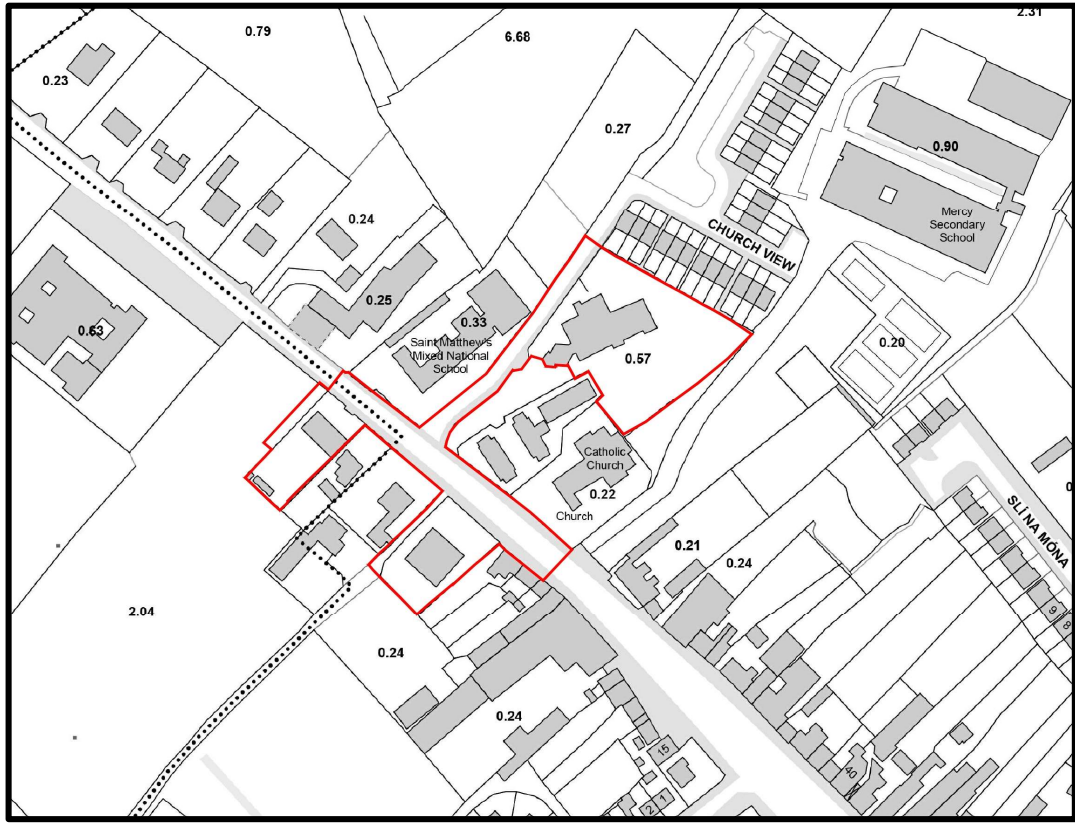 2.31
0.79
6.68
0.23
0.27
0.90
Mercy
Secondary
School
0.24
CHURCH VIEW
0.25
0.33
0.63
Saint Matthew's
Mixed National
School
0.57
0.20
Catholic
Church
0.22
Church
SLÍ NA MÓNA
0.21
0.24
9
8
2.04
0.24
0.24
15
40
1
2